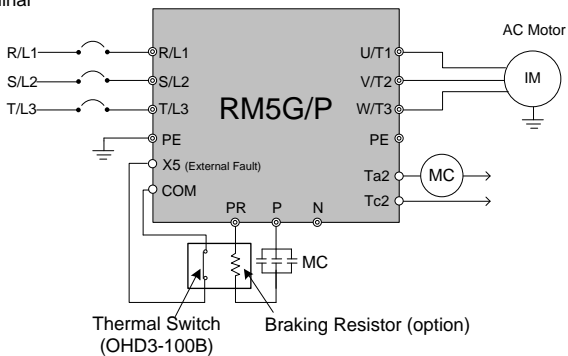 R/L1
S/L2
T/L3
R/L1
S/L2
T/L3
PE
X5 (External Fault)
COM
RM5G/P
U/T1
V/T2
W/T3
PE
Ta2
Tc2
AC Motor
IM
MC
PR P N
MC
Thermal Switch
(OHD3-100B)
Braking Resistor (option)